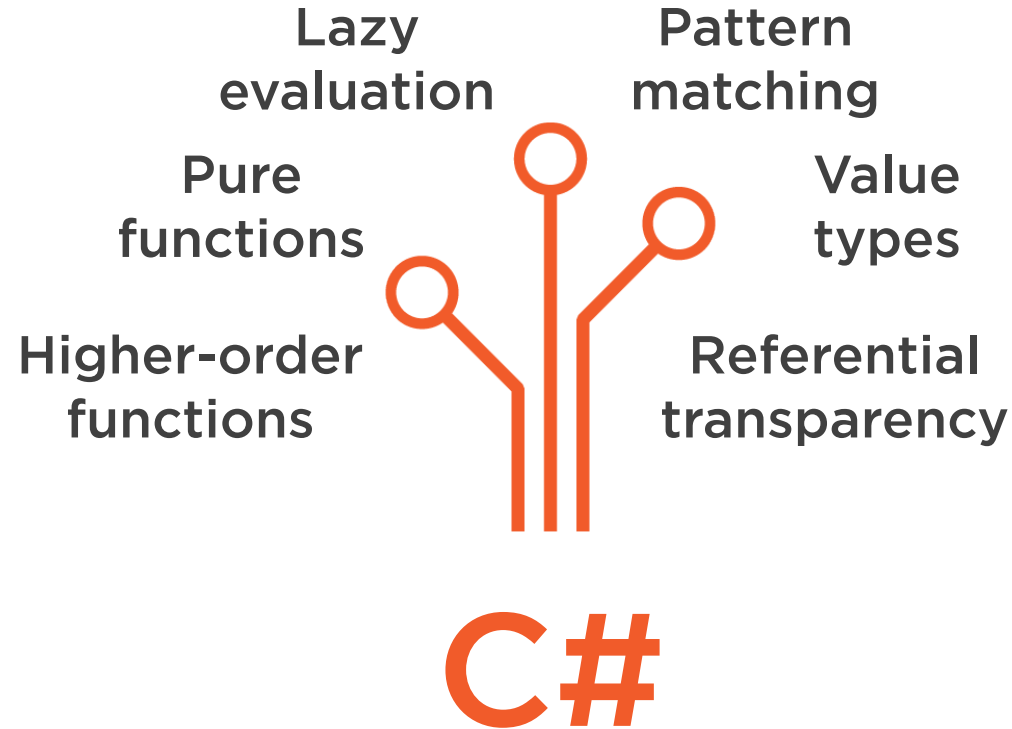 Lazy
evaluation
Pattern
matching
Pure
functions
Value
types
Higher-order
functions
Referential
transparency
C#